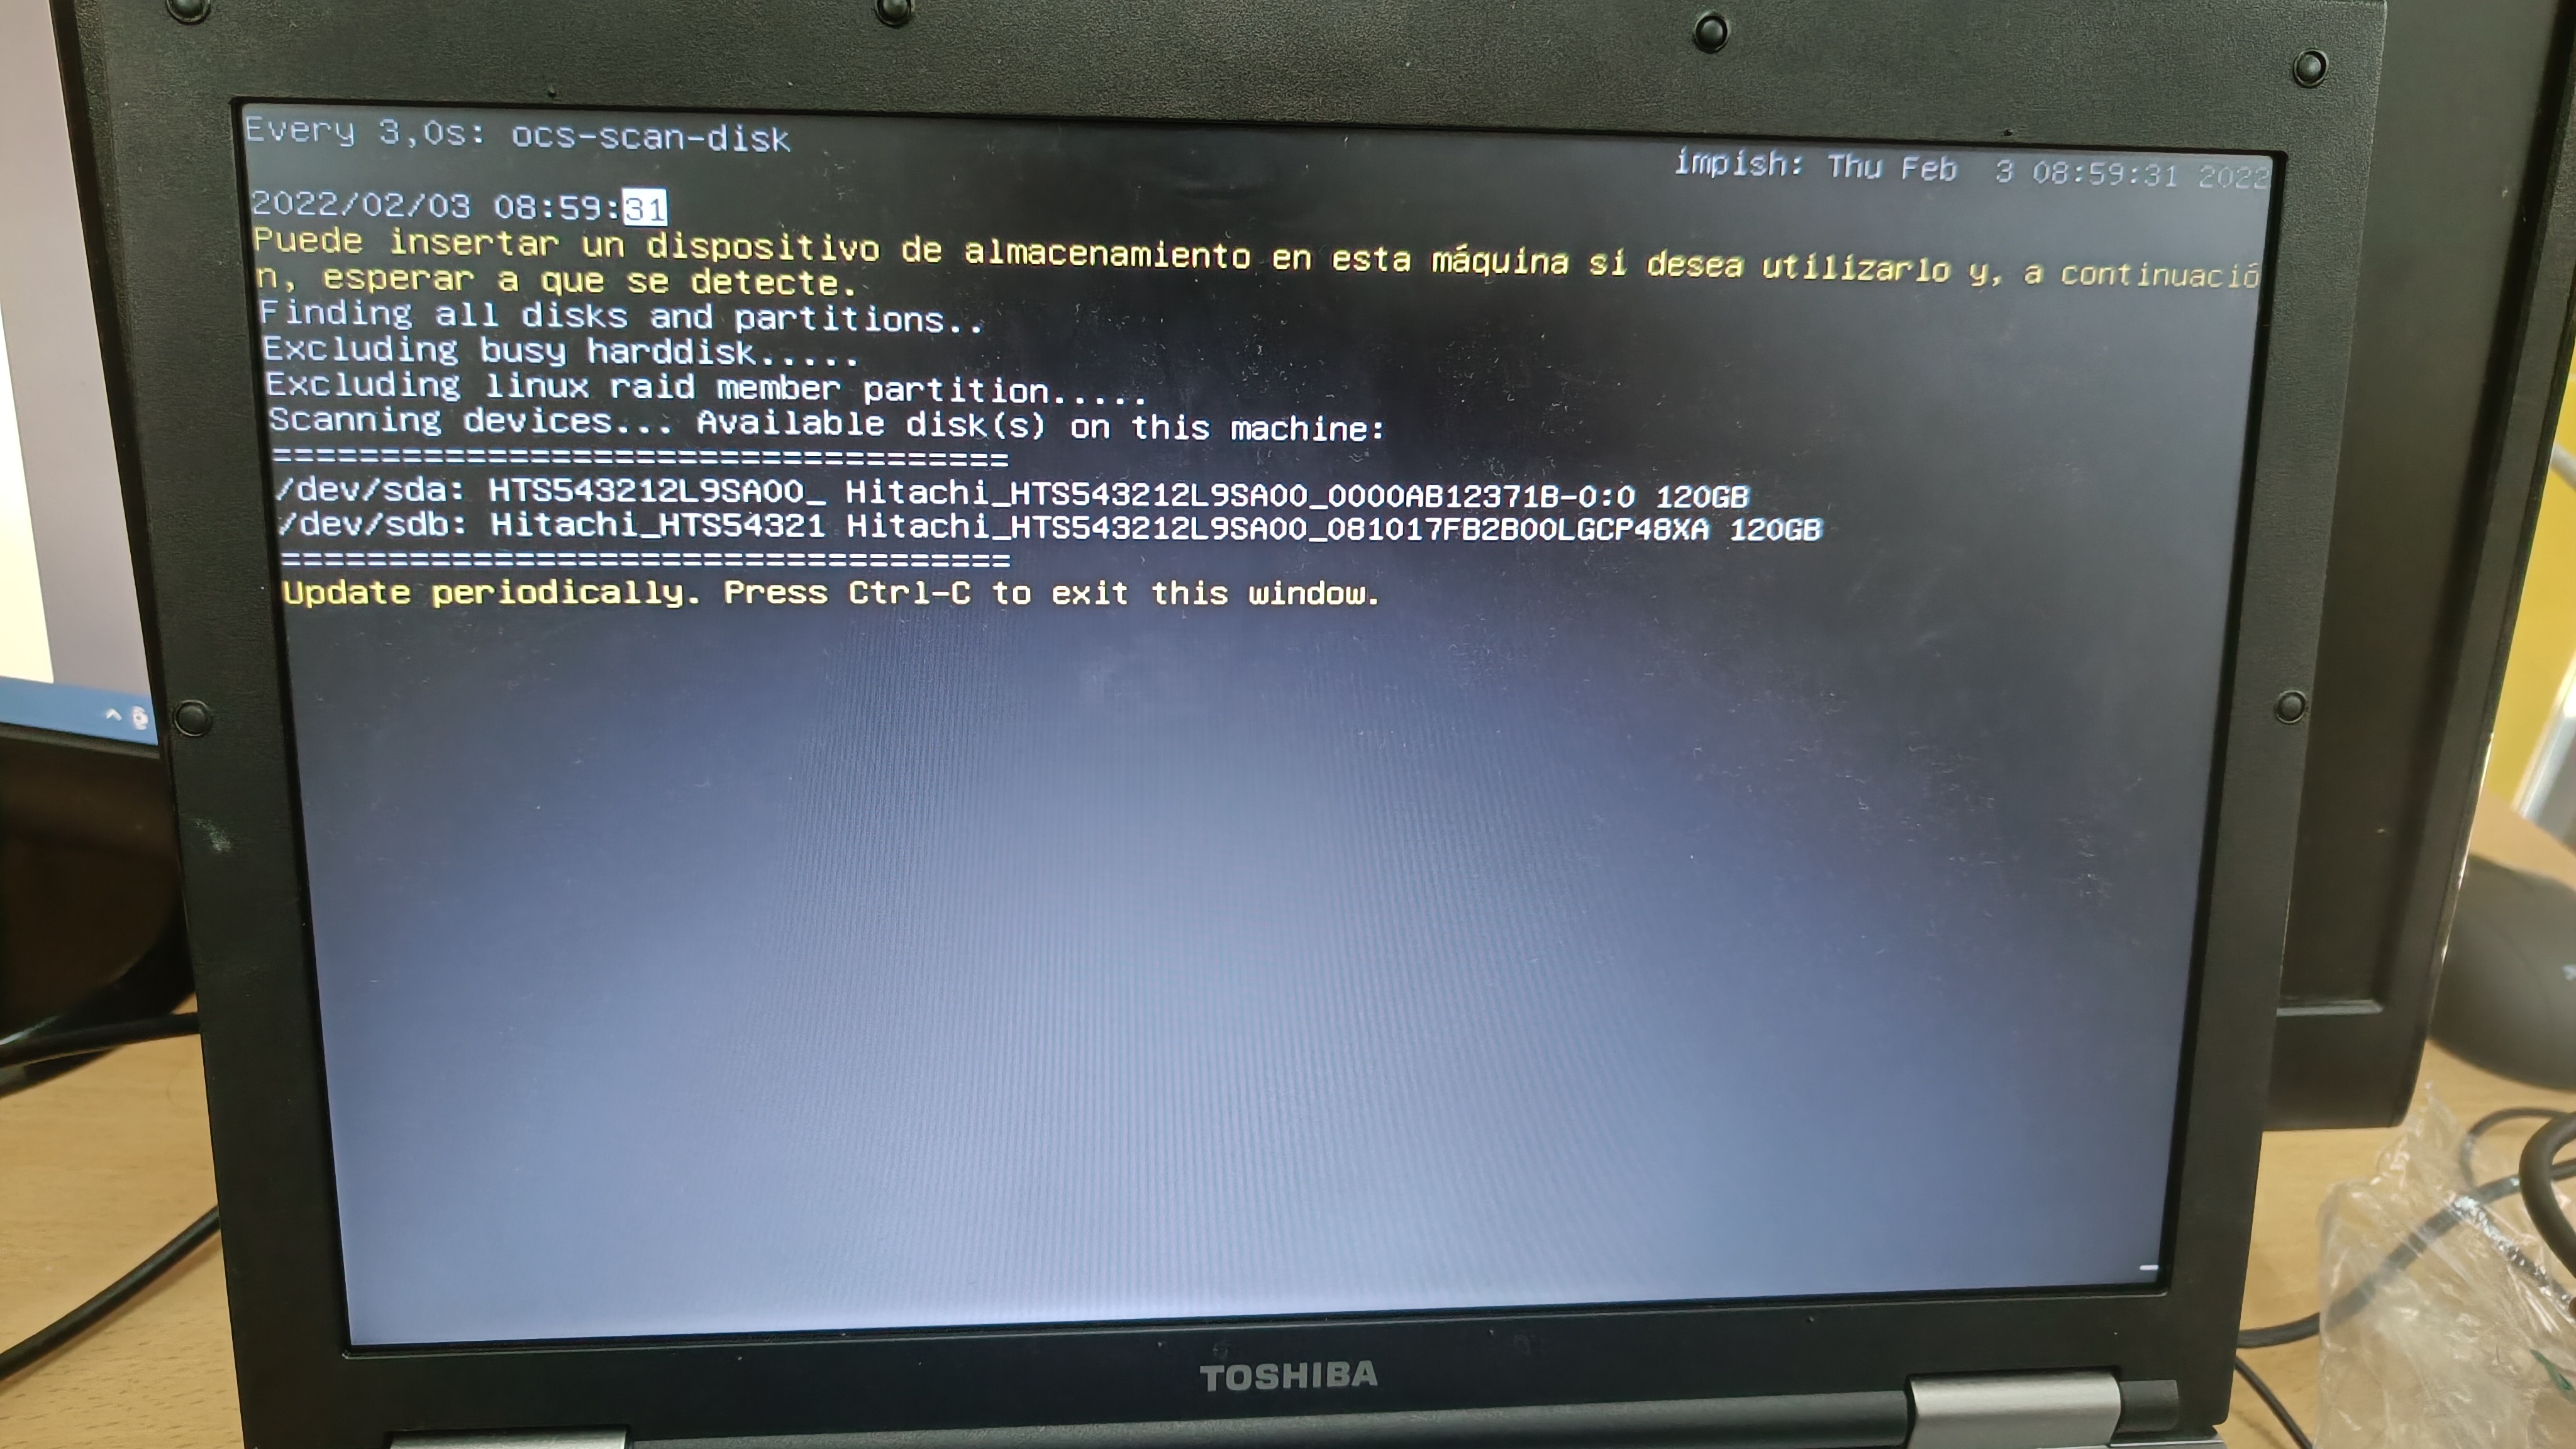 Every 3,0s: ocs-scan-disk
impish: Thu Feb  3 08:59:31 2022
2022/02/03 08:59:31
Puede insertar un dispositivo de almacenamiento en esta máquina si desea utilizarlo y, a continuació
n, esperar a que se detecte.
Finding all disks and partitions..
Excluding busy harddisk.....
Excluding linux raid member partition.....
Scanning devices... Available disk(s) on this machine:
===================================
/dev/sda: HTS543212L9SA00_ Hitachi_HTS543212L9SA00_0000AB12371B-0:0 120GB
/dev/sdb: Hitachi_HTS54321 Hitachi_HTS543212L9SA00_081017FB2B00LGCP48XA 120GB
===================================
Update periodically. Press Ctrl-C to exit this window.
TOSHIBA